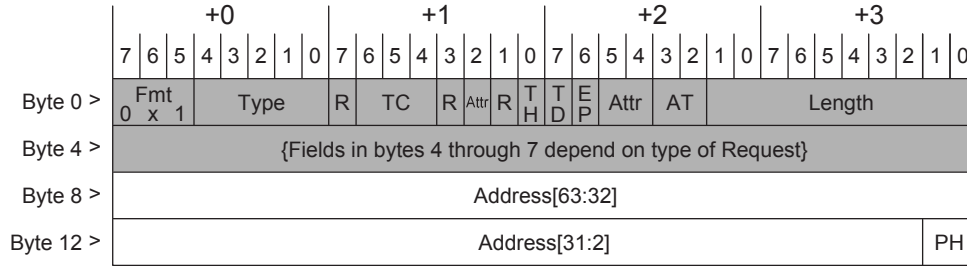 +0 +1 +2 +3
7 6 5 4 3 2 1 0 7 6 5 4 3 2 1 0 7 6 5 4 3 2 1 0 7 6 5 4 3 2 1 0
Byte 0 > Fmt 0 x 1 Type R TC R Attr R TH TD EP Attr AT Length
Byte 4 > {Fields in bytes 4 through 7 depend on type of Request}
Byte 8 > Address[63:32]
Byte 12 > Address[31:2] PH